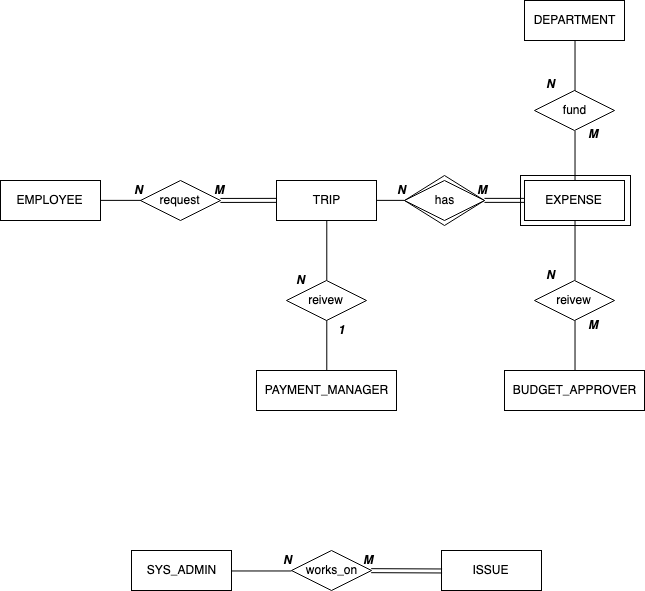 DEPARTMENT
N
fund
M
EMPLOYEE
N
request
M
TRIP
N
has
M
EXPENSE
N
reivew
1
PAYMENT_MANAGER
N
reivew
M
BUDGET_APPROVER
SYS_ADMIN
N
works_on
M
ISSUE